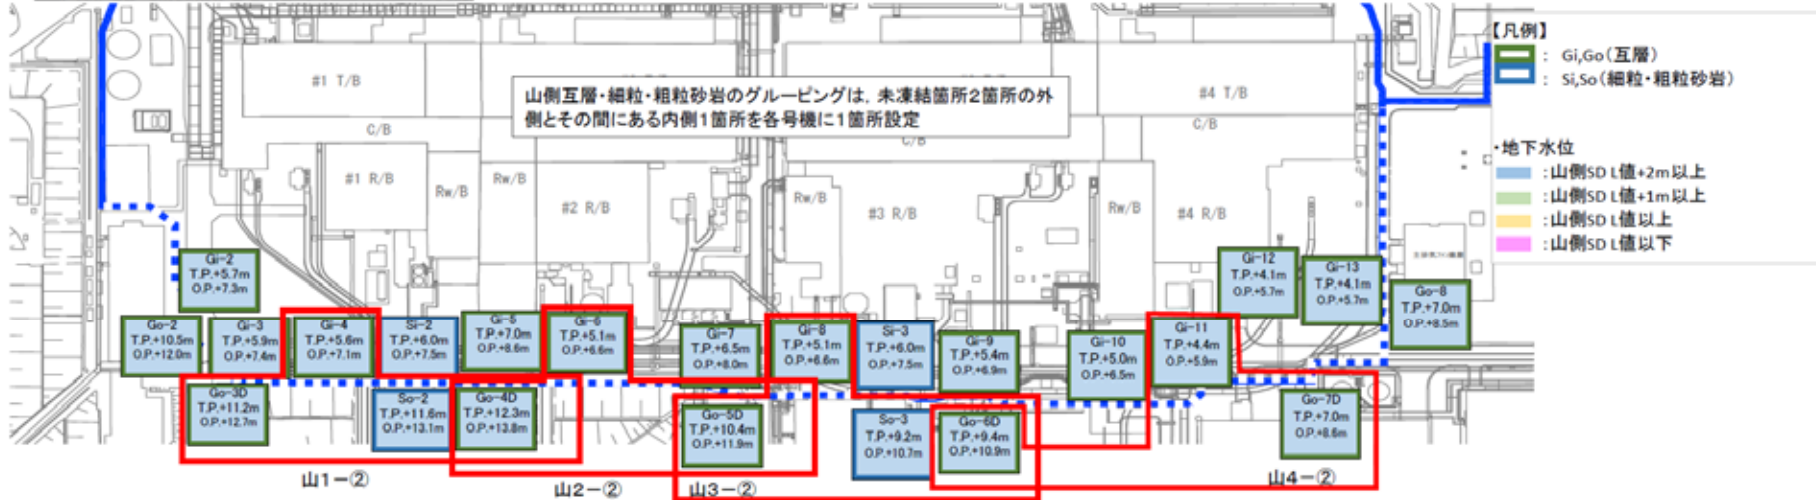 【凡例】
: Gi,Go(互層)
: Si,So(細粒・粗粒砂岩)
・地下水位
:山側SD L値+2m以上
:山側SD L値+1m以上
:山側SD L値以上
:山側SD L値以下
#1 T/B
#4 T/B
山側互層・細粒・粗粒砂岩のグルーピングは，未凍結箇所2箇所の外
側とその間にある内側1箇所を各号機に1箇所設定
C/B
C/B
C/B
#1 R/B
Rw/B
Rw/B
#2 R/B
Rw/B
#3 R/B
Rw/B
#4 R/B
Gi-2
T.P.+5.7m
O.P.+7.3m
Gi-12
T.P.+4.1m
O.P.+5.7m
Gi-13
T.P.+4.1m
O.P.+5.7m
Go-8
T.P.+7.0m
O.P.+8.5m
Go-2
T.P.+10.5m
O.P.+12.0m
Gi-3
T.P.+5.9m
O.P.+7.4m
Gi-4
T.P.+5.6m
O.P.+7.1m
Si-2
T.P.+6.0m
O.P.+7.5m
Gi-5
T.P.+7.0m
O.P.+8.6m
Gi-6
T.P.+5.1m
O.P.+6.6m
Gi-7
T.P.+6.5m
O.P.+8.0m
Gi-8
T.P.+5.1m
O.P.+6.6m
Si-3
T.P.+6.0m
O.P.+7.5m
Gi-9
T.P.+5.4m
O.P.+6.9m
Gi-10
T.P.+5.0m
O.P.+6.5m
Gi-11
T.P.+4.4m
O.P.+5.9m
Go-3D
T.P.+11.2m
O.P.+12.7m
So-2
T.P.+11.6m
O.P.+13.1m
Go-4D
T.P.+12.3m
O.P.+13.8m
Go-5D
T.P.+10.4m
O.P.+11.9m
So-3
T.P.+9.2m
O.P.+10.7m
Go-6D
T.P.+9.4m
O.P.+10.9m
Go-7D
T.P.+7.0m
O.P.+8.6m
山1-②
山2-②
山3-②
山4-②